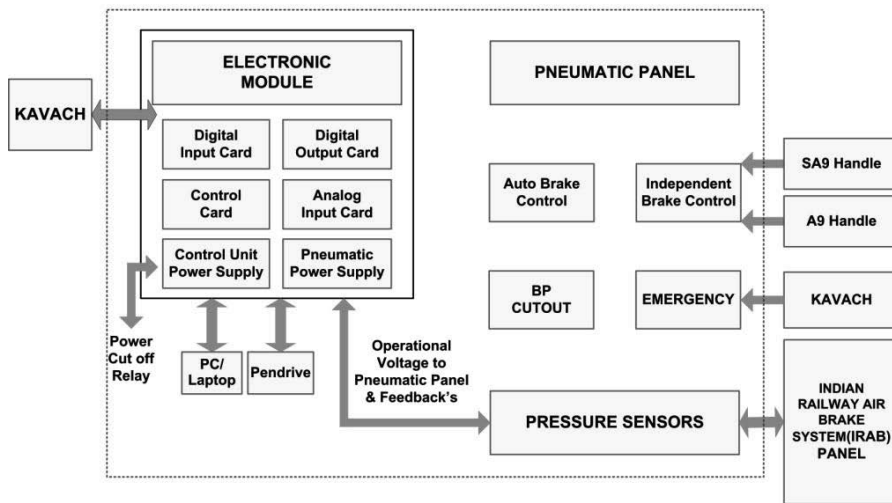 KAVACH
ELECTRONIC
MODULE
Digital
Input Card
Digital
Output Card
Control
Card
Analog
Input Card
Control Unit
Power Supply
Pneumatic
Power Supply
Power
Cut off
Relay
PC/
Laptop
Pendrive
Operational
Voltage to
Pneumatic Panel
& Feedback's
PNEUMATIC PANEL
Auto Brake
Control
Independent
Brake Control
BP
CUTOUT
EMERGENCY
PRESSURE SENSORS
SA9 Handle
A9 Handle
KAVACH
INDIAN
RAILWAY AIR
BRAKE
SYSTEM(IRAB)
PANEL